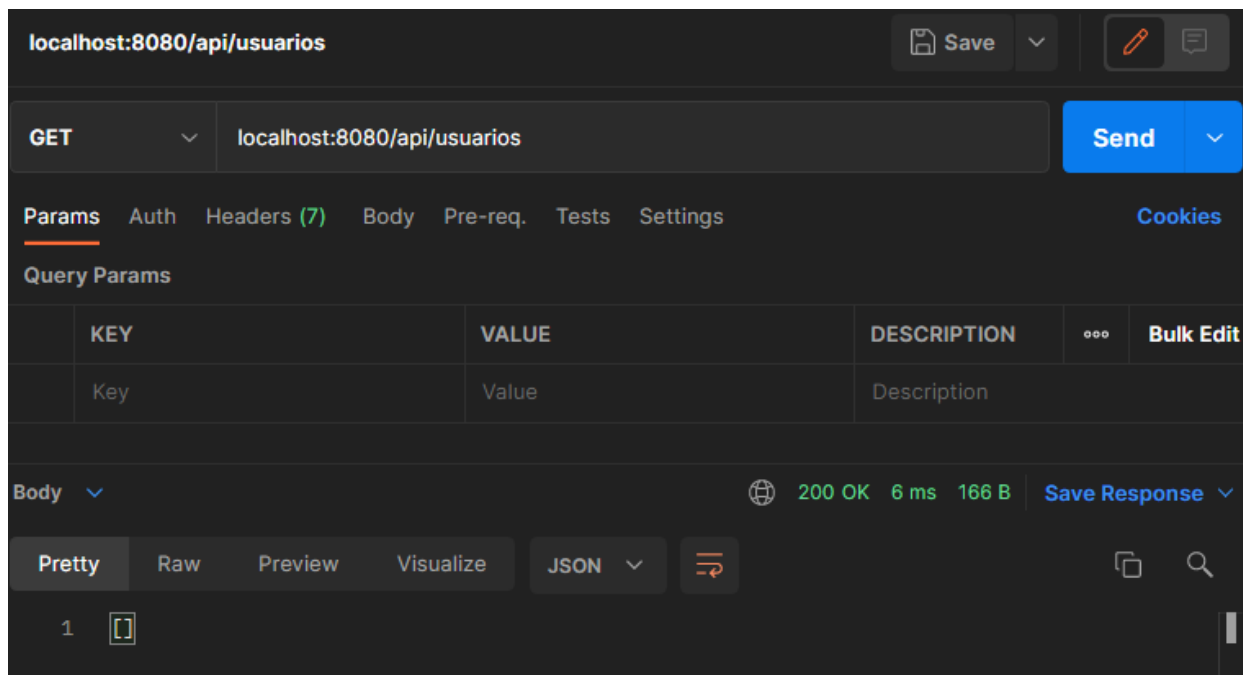 localhost:8080/api/usuarios Save
GET localhost:8080/api/usuarios Send
Params Auth Headers (7) Body Pre-req. Tests Settings Cookies
Query Params
KEY VALUE DESCRIPTION ooo Bulk Edit
Key Value Description
Body 200 OK 6 ms 166 B Save Response
Pretty Raw Preview Visualize JSON
1 []